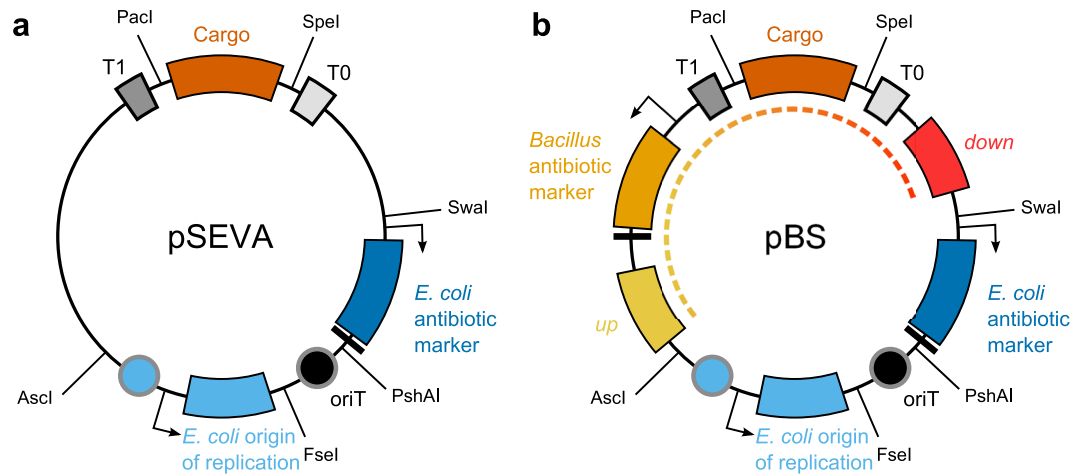 a
PacI
Cargo
SpeI
T1
T0
pSEVA
SwaI
E. coli
antibiotic
marker
AscI
oriT
PshAI
E. coli origin
of replication
FseI
b
PacI
Cargo
SpeI
T1
T0
Bacillus
antibiotic
marker
down
pBS
SwaI
E. coli
antibiotic
marker
up
AscI
oriT
PshAI
E. coli origin
of replication
FseI